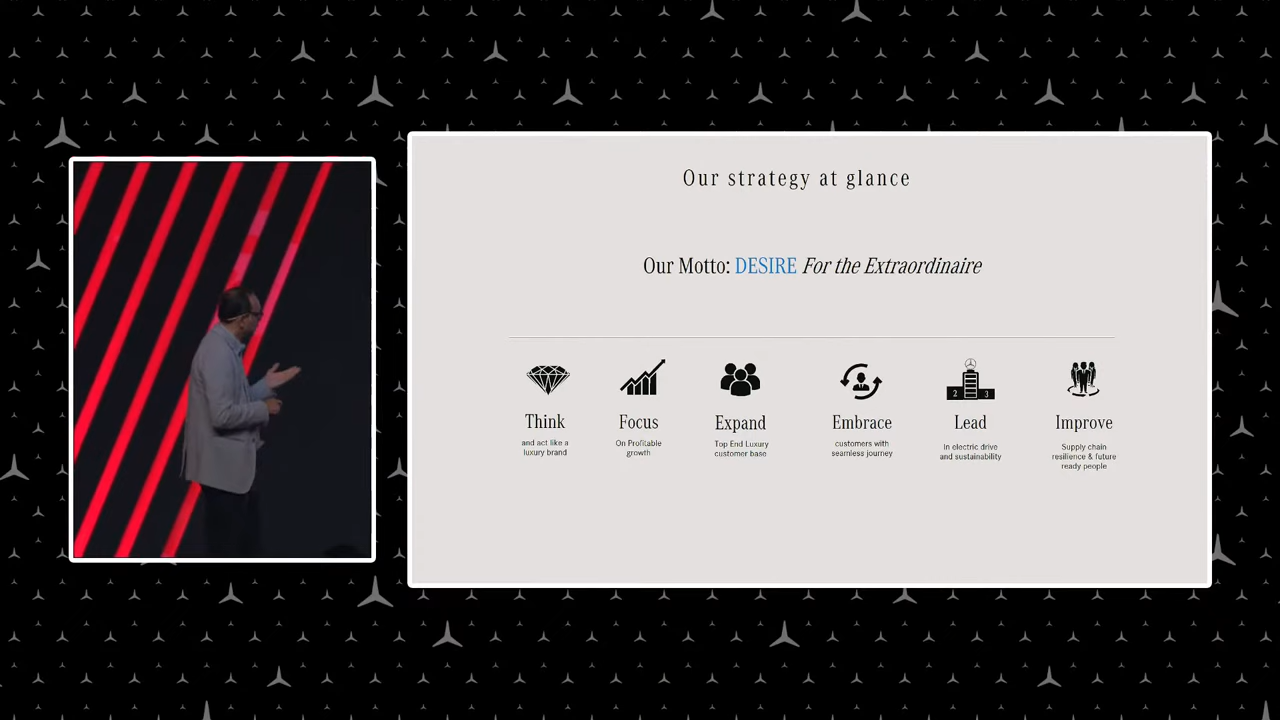 Our strategy at glance
Our Motto: DESIRE For the Extraordinaire
2
3
Think
and act like a
luxury brand
Focus
On Profitable
growth
Expand
Top End Luxury
customer base
Embrace
customers with
seamless journey
Lead
In electric drive
and sustainability
Improve
Supply chain
resilience & future
ready people